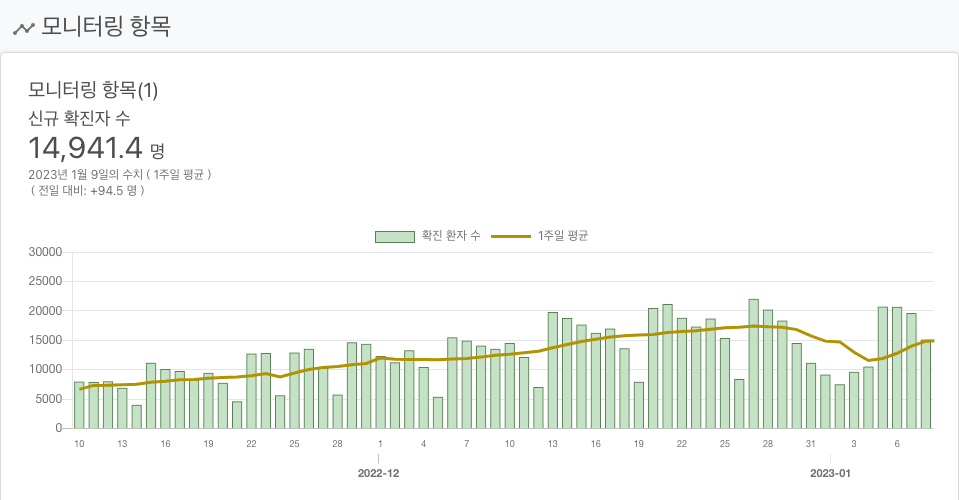 모니터링 항목
모니터링 항목(1)
신규 확진자 수
14,941.4 명
2023년 1월 9일의 수치 ( 1주일 평균 )
( 전일 대비: +94.5 명 )
확진 환자 수 1주일 평균
30000
25000
20000
15000
10000
5000
0
10 13 16 19 22 25 28 1 4 7 10 13 16 19 22 25 28 31 3 6
2022-12 2023-01